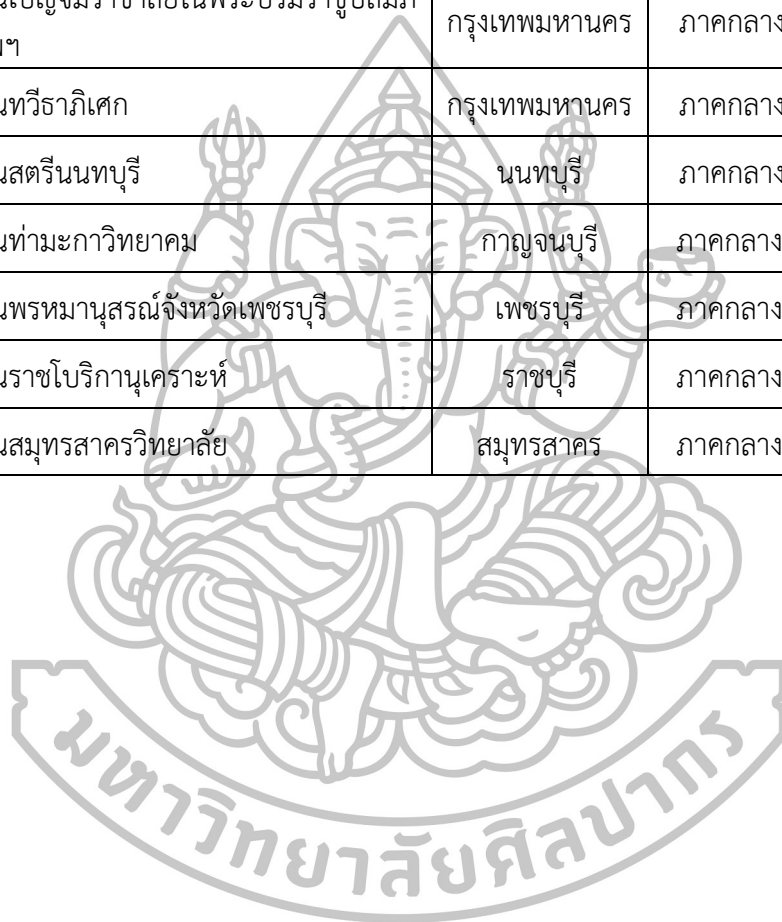 กรุงเทพมหานคร ภาคกลาง
นทวีธาภิเศก กรุงเทพมหานคร ภาคกลาง
นสตรีนนทบุรี นนทบุรี ภาคกลาง
นท่ามะกาวิทยาคม กาญจนบุรี ภาคกลาง
นพรหมานุสรณ์จังหวัดเพชรบุรี เพชรบุรี ภาคกลาง
นราชโบริกานุเคราะห์ ราชบุรี ภาคกลาง
นสมุทรสาครวิทยาลัย สมุทรสาคร ภาคกลาง
มหาวิทยาลัยศิลปากร